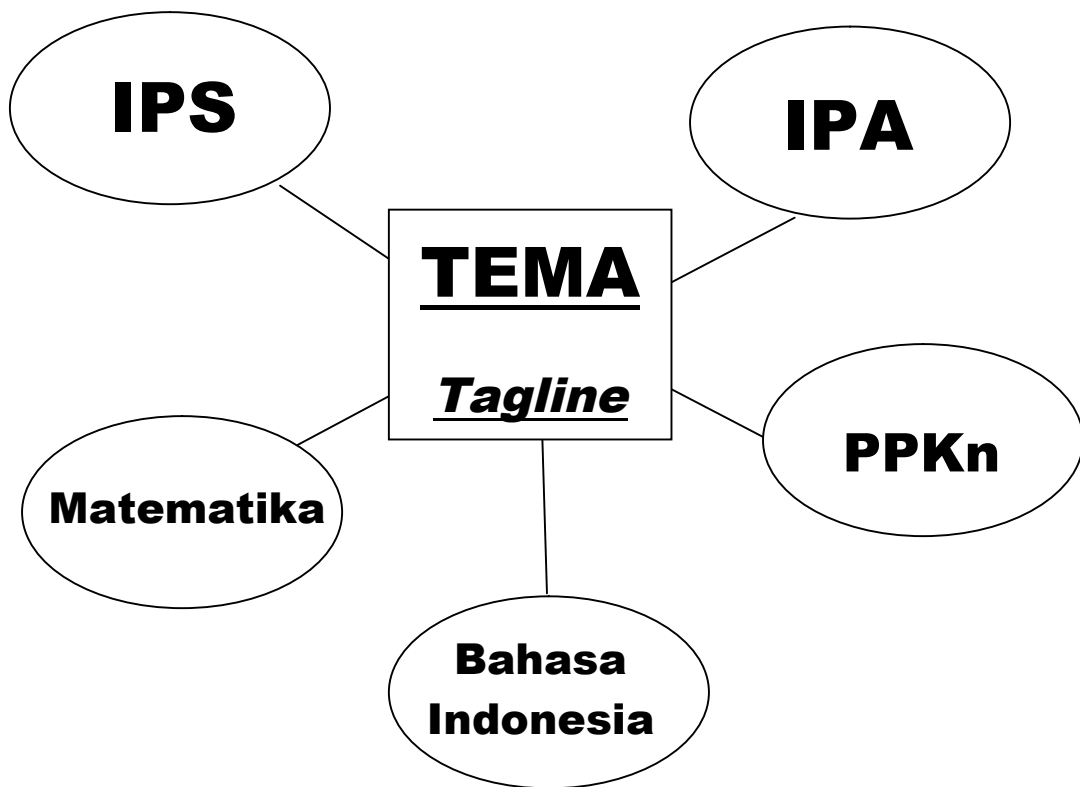 IPS
IPA
TEMA
Tagline
PPKn
Matematika
Bahasa
Indonesia